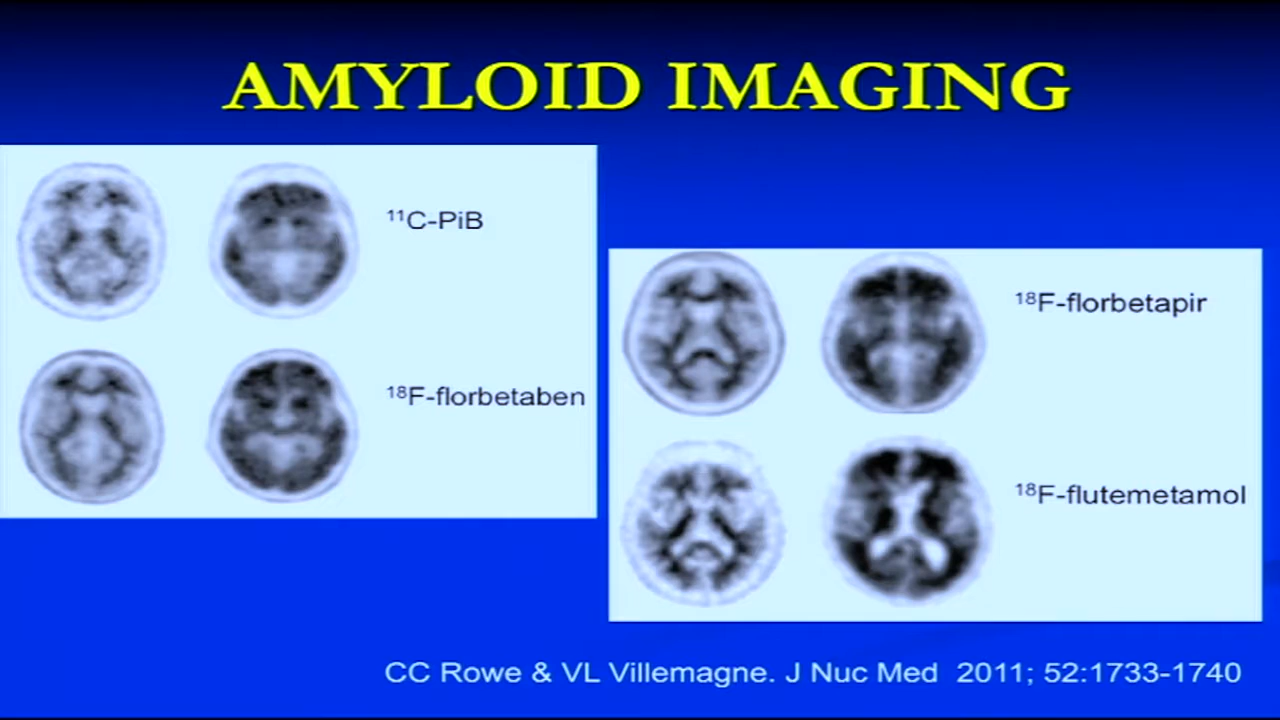 AMYLOID IMAGING
¹¹C-PiB
¹⁸F-florbetaben
¹⁸F-florbetapir
¹⁸F-flutemetamol
CC Rowe & VL Villemagne. J Nuc Med 2011; 52:1733-1740